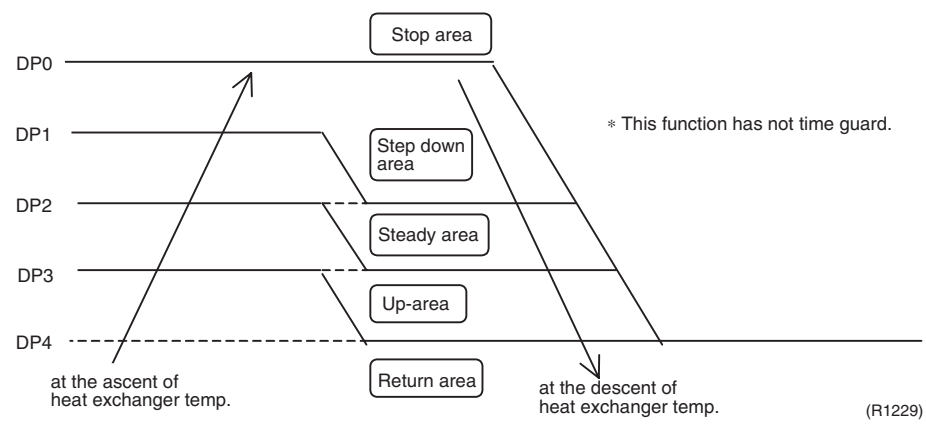 Stop area
DP0
DP1
∗ This function has not time guard.
Step down
area
DP2
Steady area
DP3
Up-area
DP4
Return area
at the ascent of
heat exchanger temp.
at the descent of
heat exchanger temp.
(R1229)